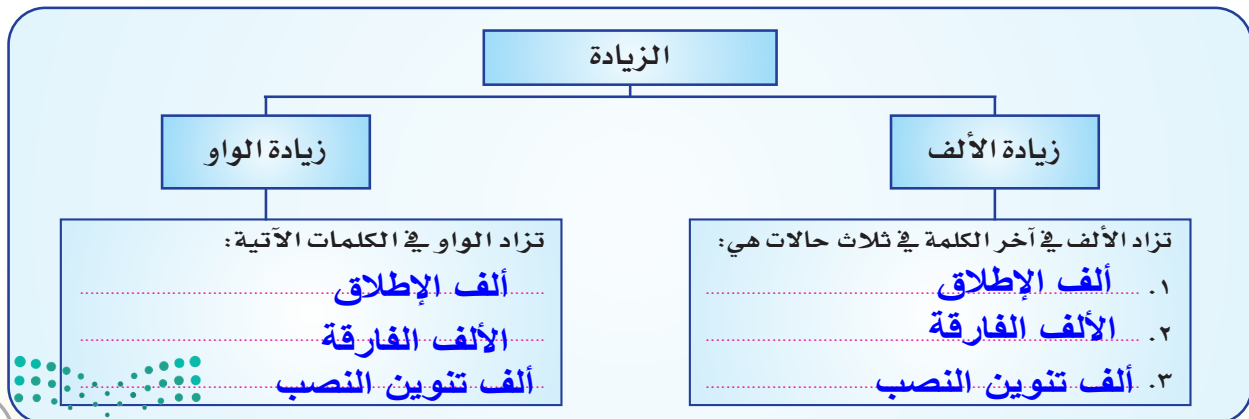 الزيادة
زيادة الألف
تزاد الألف في آخر الكلمة في ثلاث حالات هي:
١. ألف الإطلاق
٢. الألف الفارقة
٣. ألف تنوين النصب
زيادة الواو
تزاد الواو في الكلمات الآتية:
ألف الإطلاق
الألف الفارقة
ألف تنوين النصب